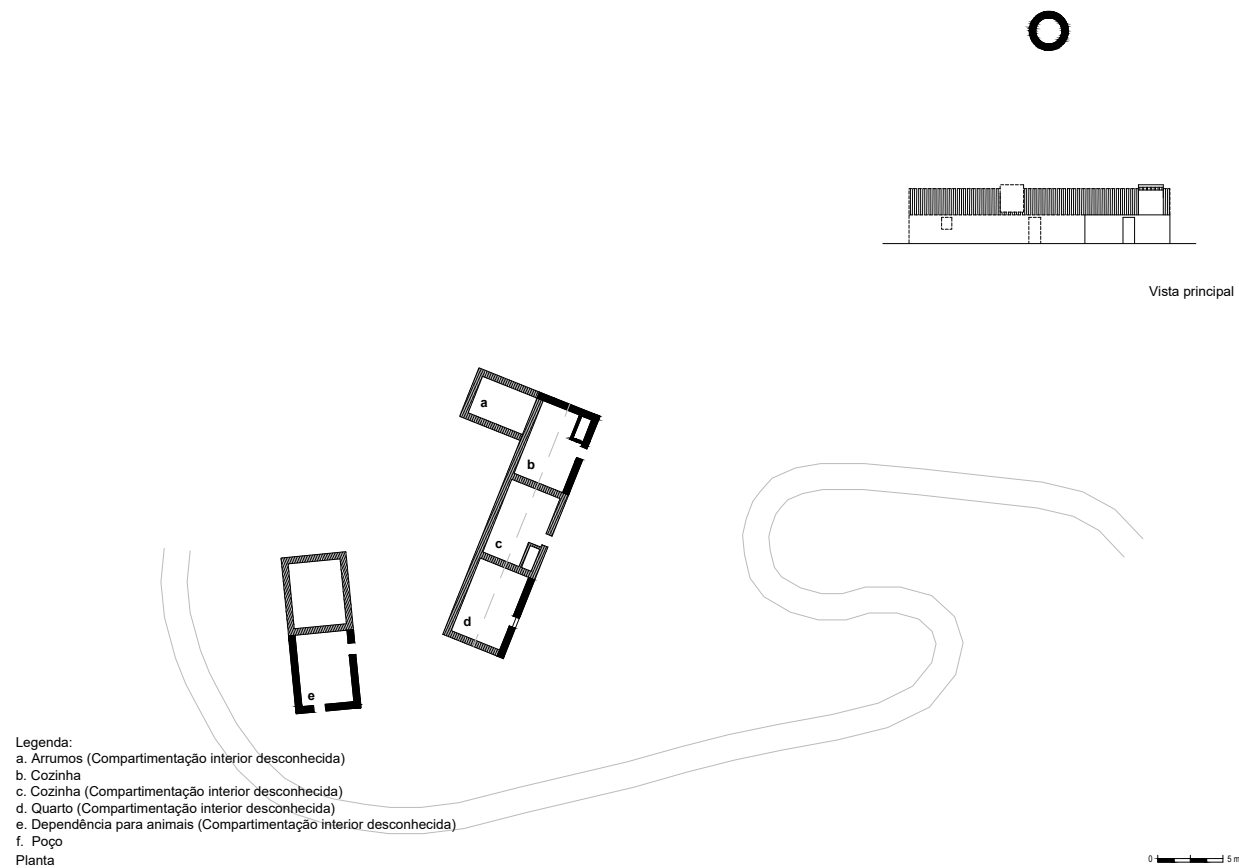 Vista principal
a
b
c
d
e
Legenda:
a. Arrumos (Compartimentação interior desconhecida)
b. Cozinha
c. Cozinha (Compartimentação interior desconhecida)
d. Quarto (Compartimentação interior desconhecida)
e. Dependência para animais (Compartimentação interior desconhecida)
f. Poço
Planta
0 5 m